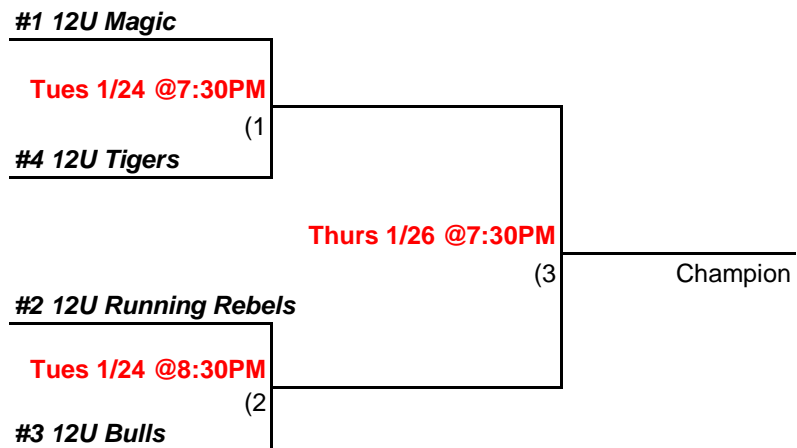 #1 12U Magic
Tues 1/24 @7:30PM
(1
#4 12U Tigers
Thurs 1/26 @7:30PM
(3
Champion
#2 12U Running Rebels
Tues 1/24 @8:30PM
(2
#3 12U Bulls